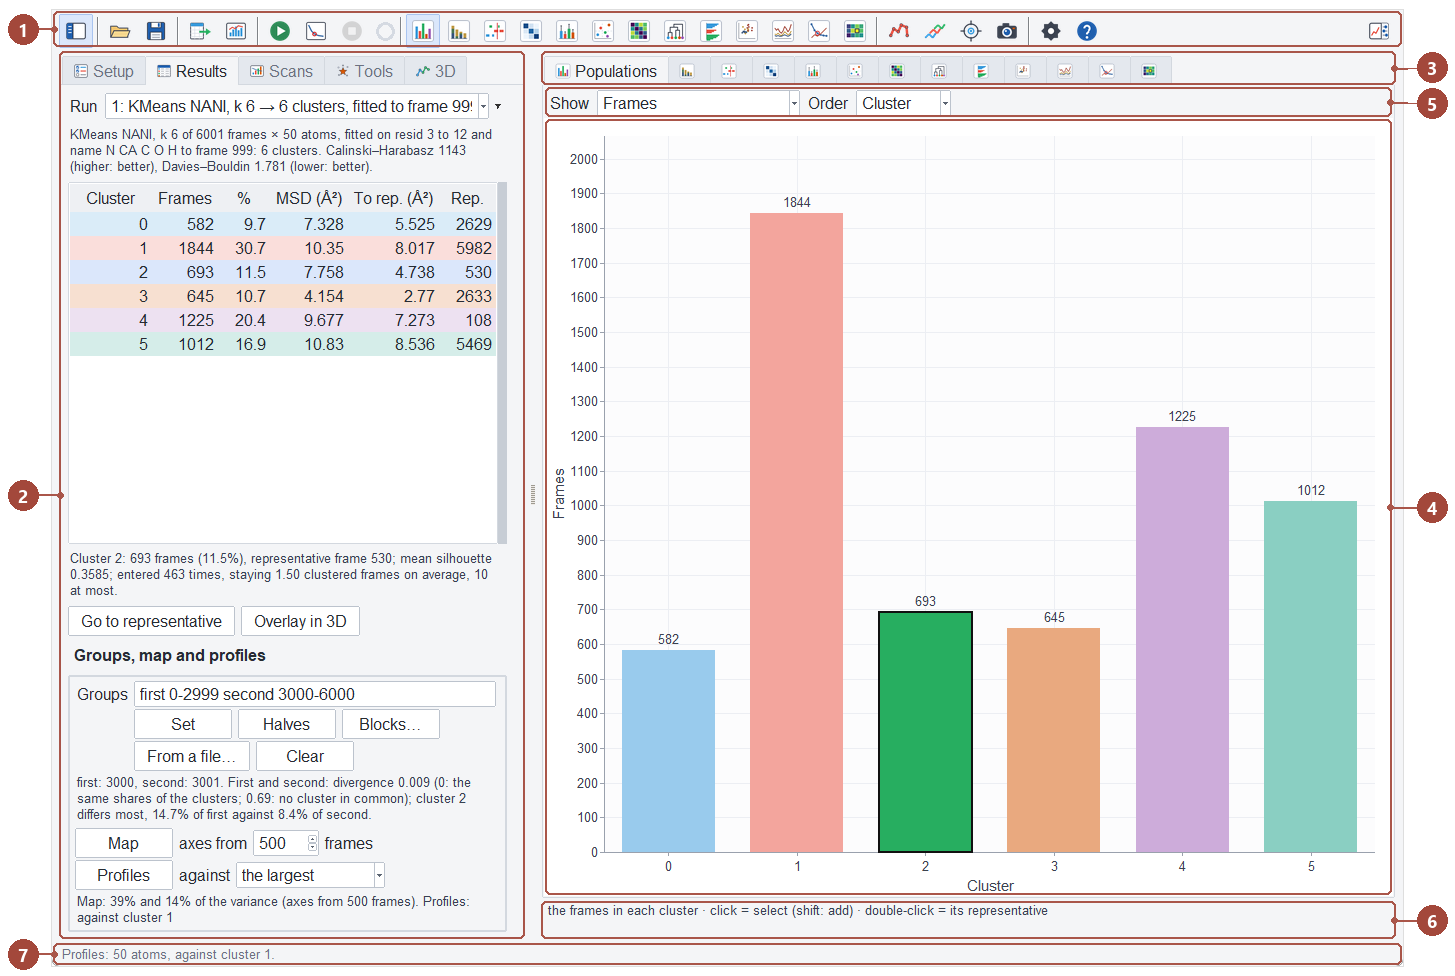 1
2
3
4
5
6
7
Setup Results Scans Tools 3D
Populations
Run 1: KMeans NANI, k 6 → 6 clusters, fitted to frame 999
KMeans NANI, k 6 of 6001 frames × 50 atoms, fitted on resid 3 to 12 and
name N CA C O H to frame 999: 6 clusters. Calinski–Harabasz 1143
(higher: better), Davies–Bouldin 1.781 (lower: better).
Cluster Frames % MSD (Å²) To rep. (Å²) Rep.
0 582 9.7 7.328 5.525 2629
1 1844 30.7 10.35 8.017 5982
2 693 11.5 7.758 4.738 530
3 645 10.7 4.154 2.77 2633
4 1225 20.4 9.677 7.273 108
5 1012 16.9 10.83 8.536 5469
Cluster 2: 693 frames (11.5%), representative frame 530; mean silhouette
0.3585; entered 463 times, staying 1.50 clustered frames on average, 10
at most.
Go to representative Overlay in 3D
Groups, map and profiles
Groups first 0-2999 second 3000-6000
Set Halves Blocks…
From a file… Clear
first: 3000, second: 3001. First and second: divergence 0.009 (0: the
same shares of the clusters; 0.69: no cluster in common); cluster 2
differs most, 14.7% of first against 8.4% of second.
Map axes from 500 frames
Profiles against the largest
Map: 39% and 14% of the variance (axes from 500 frames). Profiles:
against cluster 1
Show Frames Order Cluster
2000
1900
1800
1700
1600
1500
1400
1300
1200
1100
1000
900
800
700
600
500
400
300
200
100
0
Frames
582
1844
693
645
1225
1012
0 1 2 3 4 5
Cluster
the frames in each cluster · click = select (shift: add) · double-click = its representative
Profiles: 50 atoms, against cluster 1.